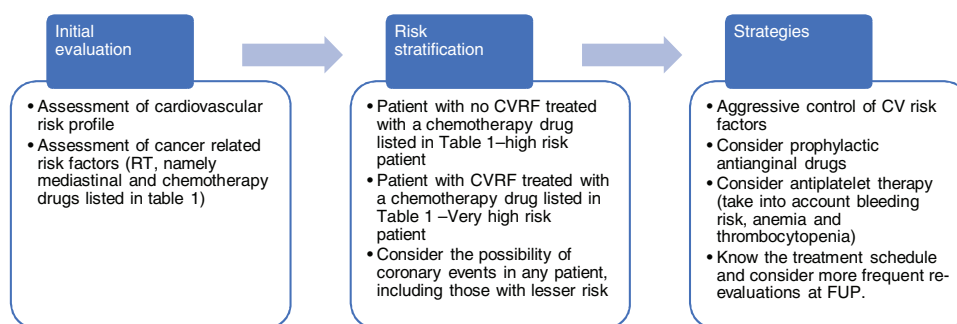 Initial
evaluation
• Assessment of cardiovascular
risk profile
• Assessment of cancer related
risk factors (RT, namely
mediastinal and chemotherapy
drugs listed in table 1)
Risk
stratification
• Patient with no CVRF treated
with a chemotherapy drug
listed in Table 1–high risk
patient
• Patient with CVRF treated with
a chemotherapy drug listed in
Table 1 –Very high risk
patient
• Consider the possibility of
coronary events in any patient,
including those with lesser risk
Strategies
• Aggressive control of CV risk
factors
• Consider prophylactic
antianginal drugs
• Consider antiplatelet therapy
(take into account bleeding
risk, anemia and
thrombocytopenia)
• Know the treatment schedule
and consider more frequent re-
evaluations at FUP.